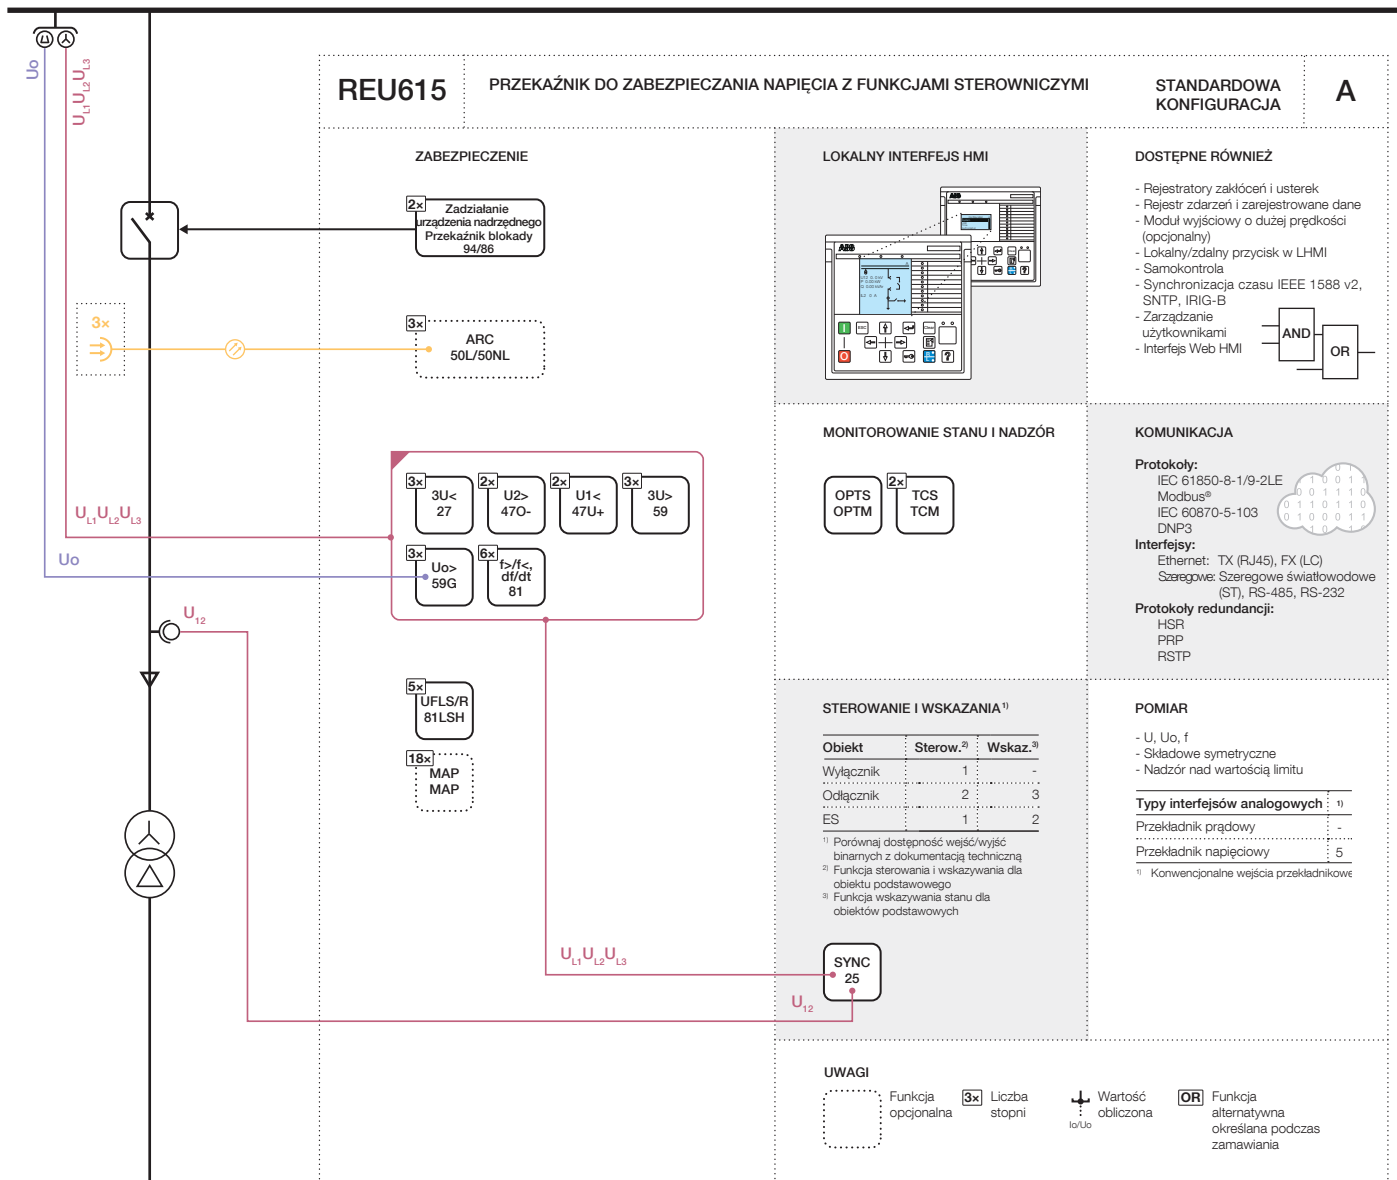 REU615
PRZEKAŹNIK DO ZABEZPIECZANIA NAPIĘCIA Z FUNKCJAMI STEROWNICZYMI
STANDARDOWA
KONFIGURACJA
A
Uo
UL1UL2UL3
ZABEZPIECZENIE
2×
Zadziałanie
urządzenia nadrzędnego
Przekaźnik blokady
94/86
3×
3×
ARC
50L/50NL
UL1UL2UL3
Uo
3×
3U<
27
2×
U2>
47O-
2×
U1<
47U+
3×
3U>
59
3×
Uo>
59G
6×
f>/f<,
df/dt
81
U12
5×
UFLS/R
81LSH
18×
MAP
MAP
UL1UL2UL3
U12
LOKALNY INTERFEJS HMI
AEG
AEG
ESC
Clear
I
O
?
DOSTĘPNE RÓWNIEŻ
- Rejestratory zakłóceń i usterek
- Rejestr zdarzeń i zarejestrowane dane
- Moduł wyjściowy o dużej prędkości
(opcjonalny)
- Lokalny/zdalny przycisk w LHMI
- Samokontrola
- Synchronizacja czasu IEEE 1588 v2,
SNTP, IRIG-B
- Zarządzanie
użytkownikami
- Interfejs Web HMI
AND
OR
MONITOROWANIE STANU I NADZÓR
OPTS
OPTM
2×
TCS
TCM
KOMUNIKACJA
Protokoły:
IEC 61850-8-1/9-2LE
Modbus®
IEC 60870-5-103
DNP3
Interfejsy:
Ethernet: TX (RJ45), FX (LC)
Szeregowe: Szeregowe światłowodowe
(ST), RS-485, RS-232
Protokoły redundancji:
HSR
PRP
RSTP
STEROWANIE I WSKAZANIA1)
Obiekt Sterow.2) Wskaz.3)
Wyłącznik 1 -
Odłącznik 2 3
ES 1 2
1) Porównaj dostępność wejść/wyjść
binarnych z dokumentacją techniczną
2) Funkcja sterowania i wskazywania dla
obiektu podstawowego
3) Funkcja wskazywania stanu dla
obiektów podstawowych
SYNC
25
POMIAR
- U, Uo, f
- Składowe symetryczne
- Nadzór nad wartością limitu
Typy interfejsów analogowych 1)
Przekładnik prądowy -
Przekładnik napięciowy 5
1) Konwencjonalne wejścia przekładnikowe
UWAGI
Funkcja
opcjonalna
3×
Liczba
stopni
Io/Uo
Wartość
obliczona
OR
Funkcja
alternatywna
określana podczas
zamawiania